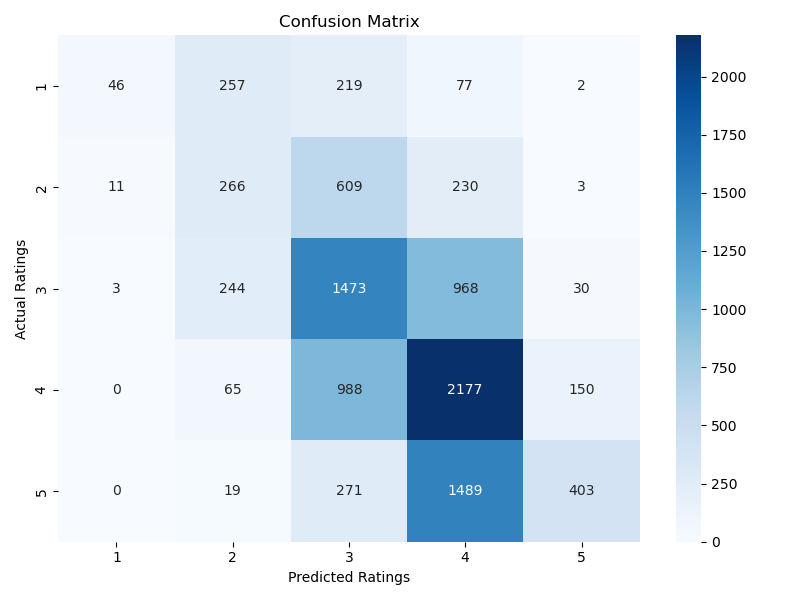 Confusion Matrix
Actual Ratings
1 46 257 219 77 2
2 11 266 609 230 3
3 3 244 1473 968 30
4 0 65 988 2177 150
5 0 19 271 1489 403
1 2 3 4 5
Predicted Ratings
2000
1750
1500
1250
1000
750
500
250
0